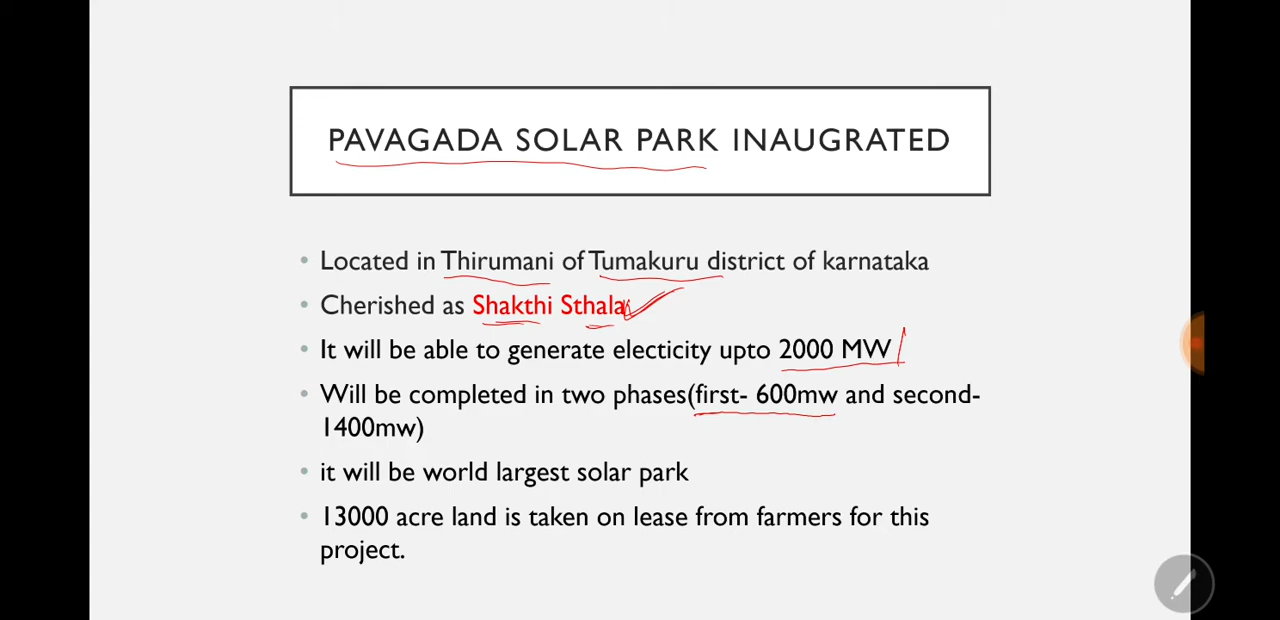 PAVAGADA SOLAR PARK INAUGRATED
Located in Thirumani of Tumakuru district of karnataka
Cherished as Shakthi Sthala
It will be able to generate electicity upto 2000 MW
Will be completed in two phases(first- 600mw and second-
1400mw)
it will be world largest solar park
13000 acre land is taken on lease from farmers for this
project.